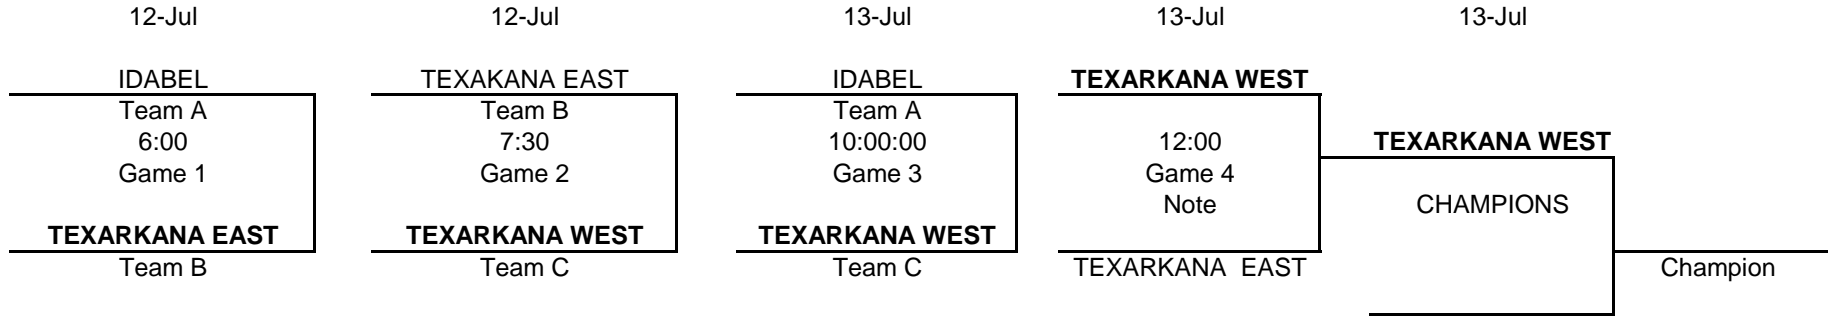 12-Jul 12-Jul 13-Jul 13-Jul 13-Jul
IDABEL TEXAKANA EAST IDABEL TEXARKANA WEST
Team A Team B Team A
6:00 7:30 10:00:00 12:00 TEXARKANA WEST
Game 1 Game 2 Game 3 Game 4
Note CHAMPIONS
TEXARKANA EAST TEXARKANA WEST TEXARKANA WEST
Team B Team C Team C TEXARKANA EAST Champion